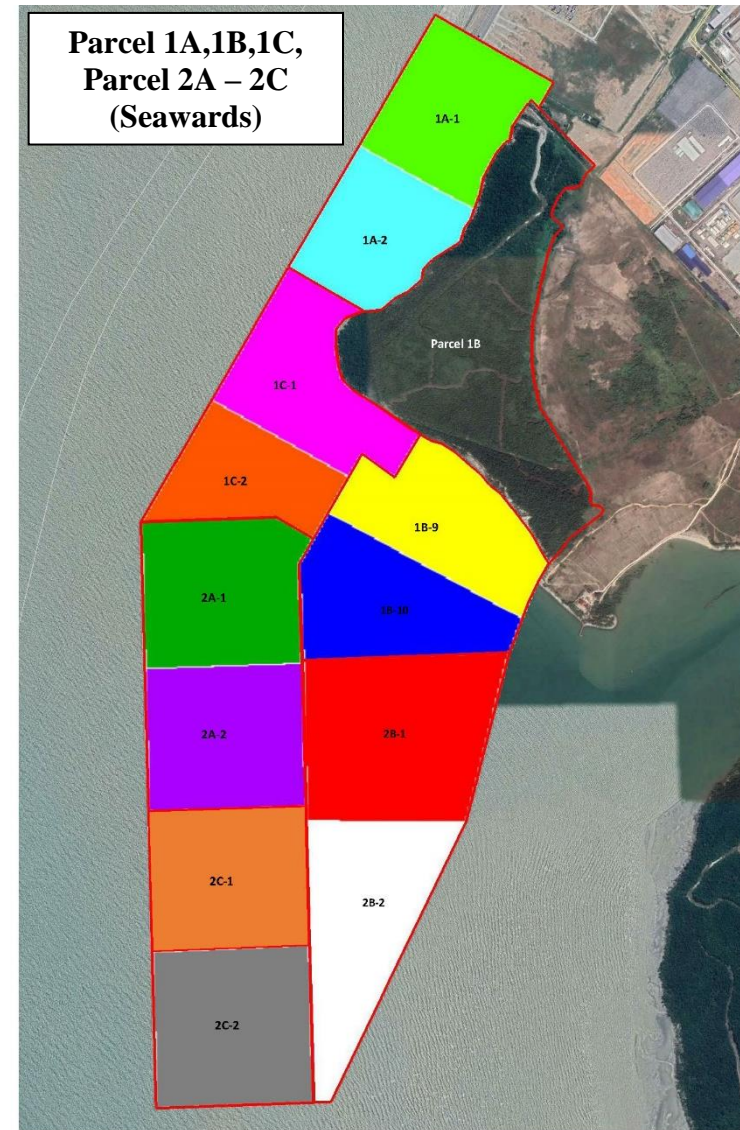 Parcel 1A,1B,1C,
Parcel 2A – 2C
(Seawards)
1A-1
1A-2
Parcel 1B
1C-1
1C-2
1B-9
2A-1
1B-10
2A-2
2B-1
2C-1
2B-2
2C-2